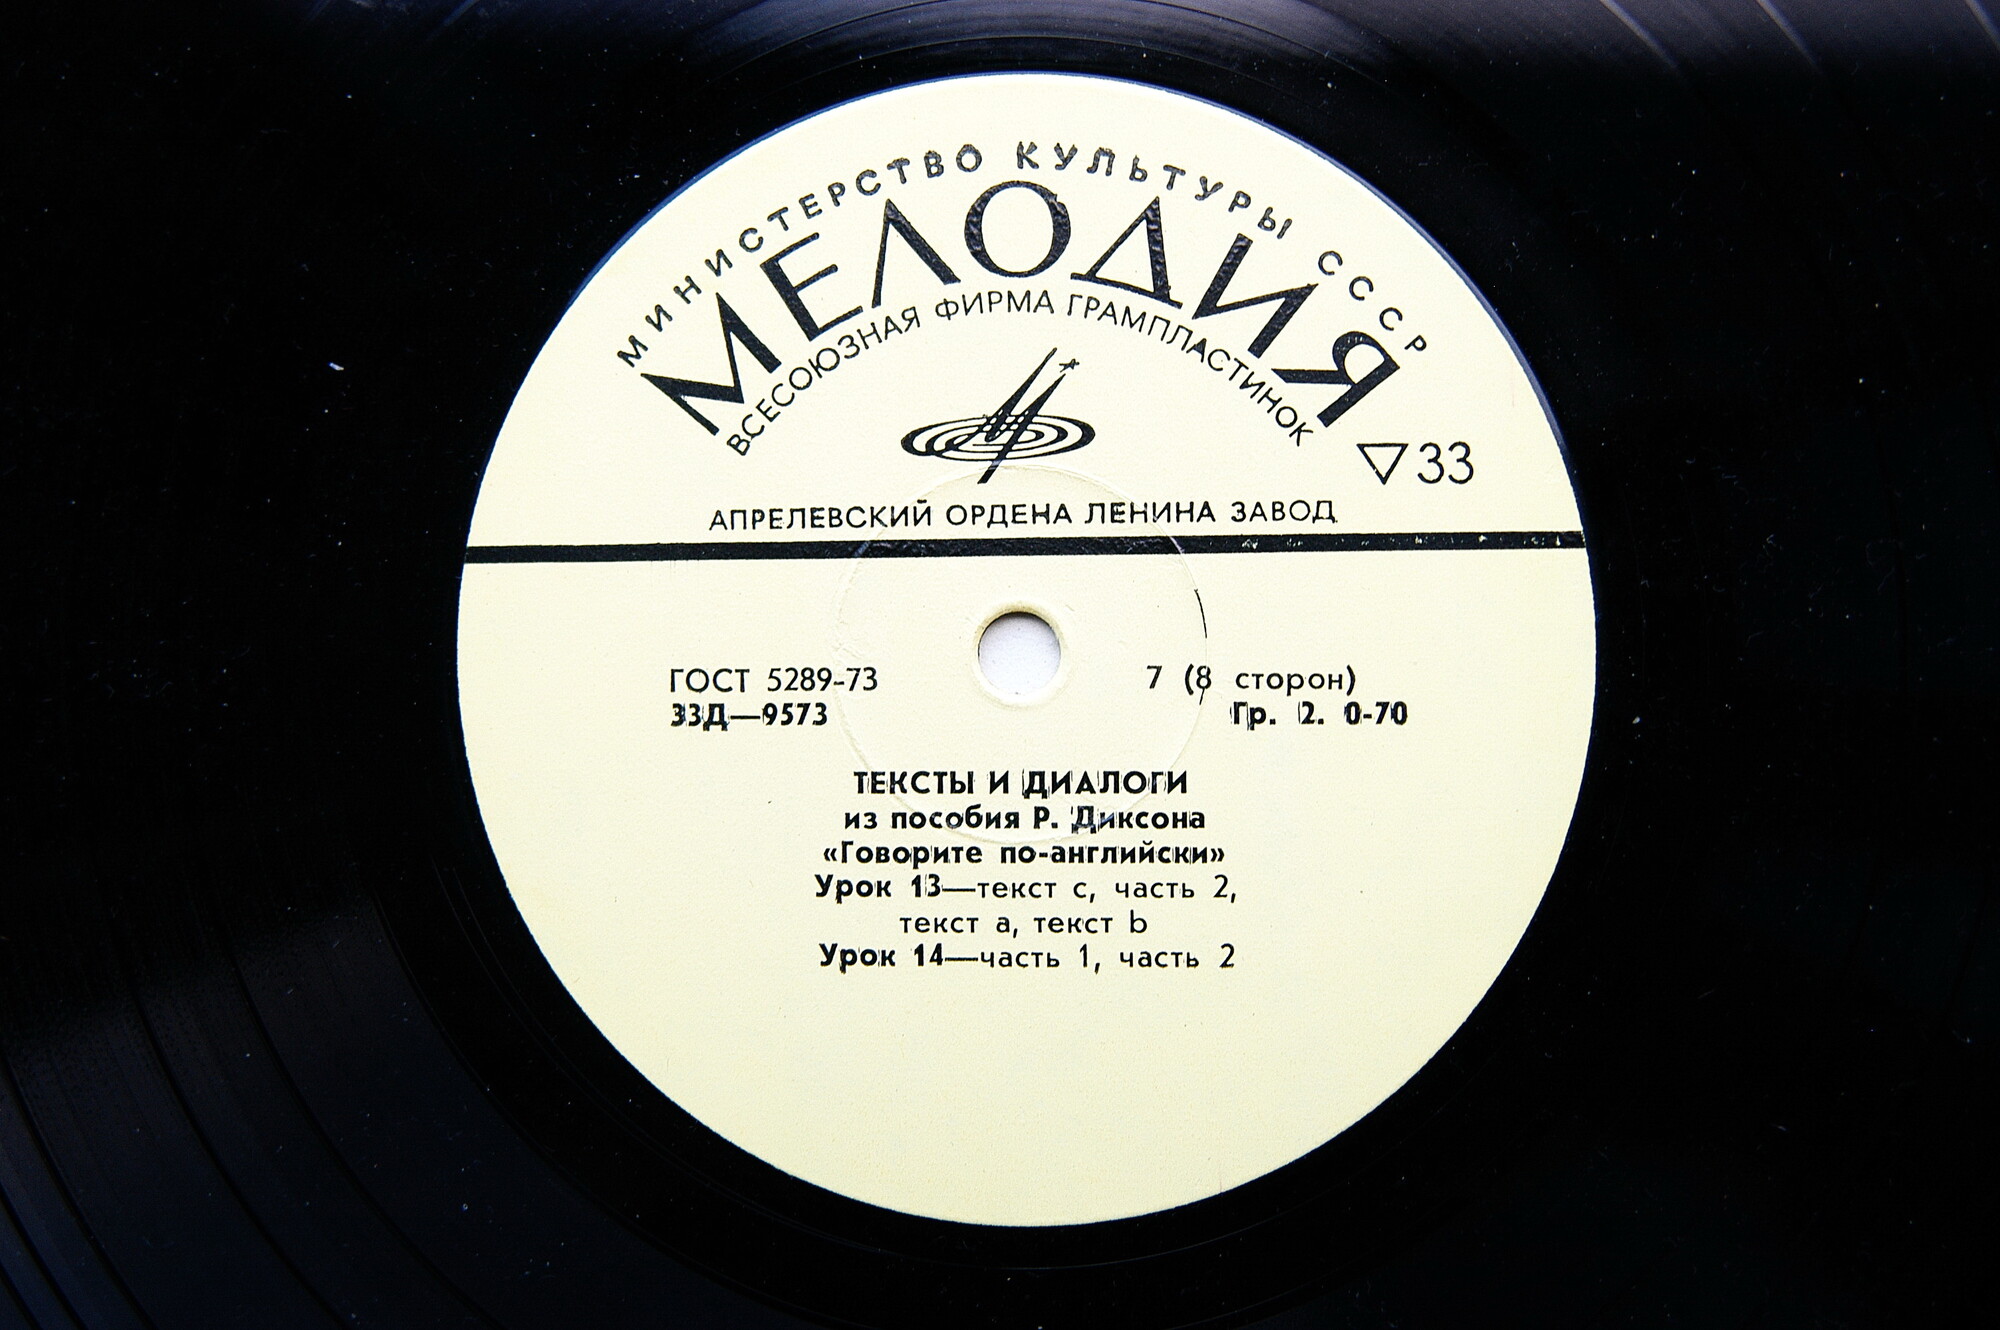 МИНИСТЕРСТВО КУЛЬТУРЫ СССР
МЕЛОДИЯ
ВСЕСОЮЗНАЯ ФИРМА ГРАМПЛАСТИНОК
33
АПРЕЛЕВСКИЙ ОРДЕНА ЛЕНИНА ЗАВОД
ГОСТ 5289-73 7 (8 сторон)
33Д—9573 Гр. 2. 0-70
ТЕКСТЫ И ДИАЛОГИ
из пособия Р. Диксона
«Говорите по-английски»
Урок 13—текст c, часть 2,
текст a, текст b
Урок 14—часть 1, часть 2